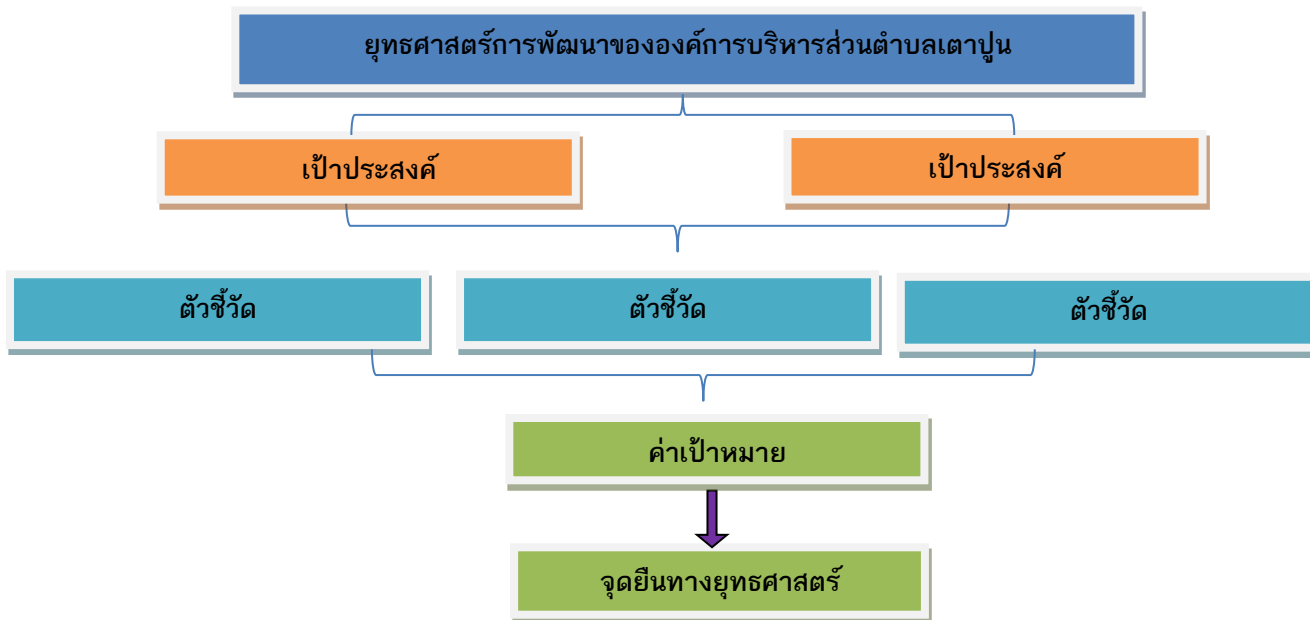 ยุทธศาสตร์การพัฒนาขององค์การบริหารส่วนตำบลเตาปูน
เป้าประสงค์
เป้าประสงค์
ตัวชี้วัด
ตัวชี้วัด
ตัวชี้วัด
ค่าเป้าหมาย
จุดยืนทางยุทธศาสตร์